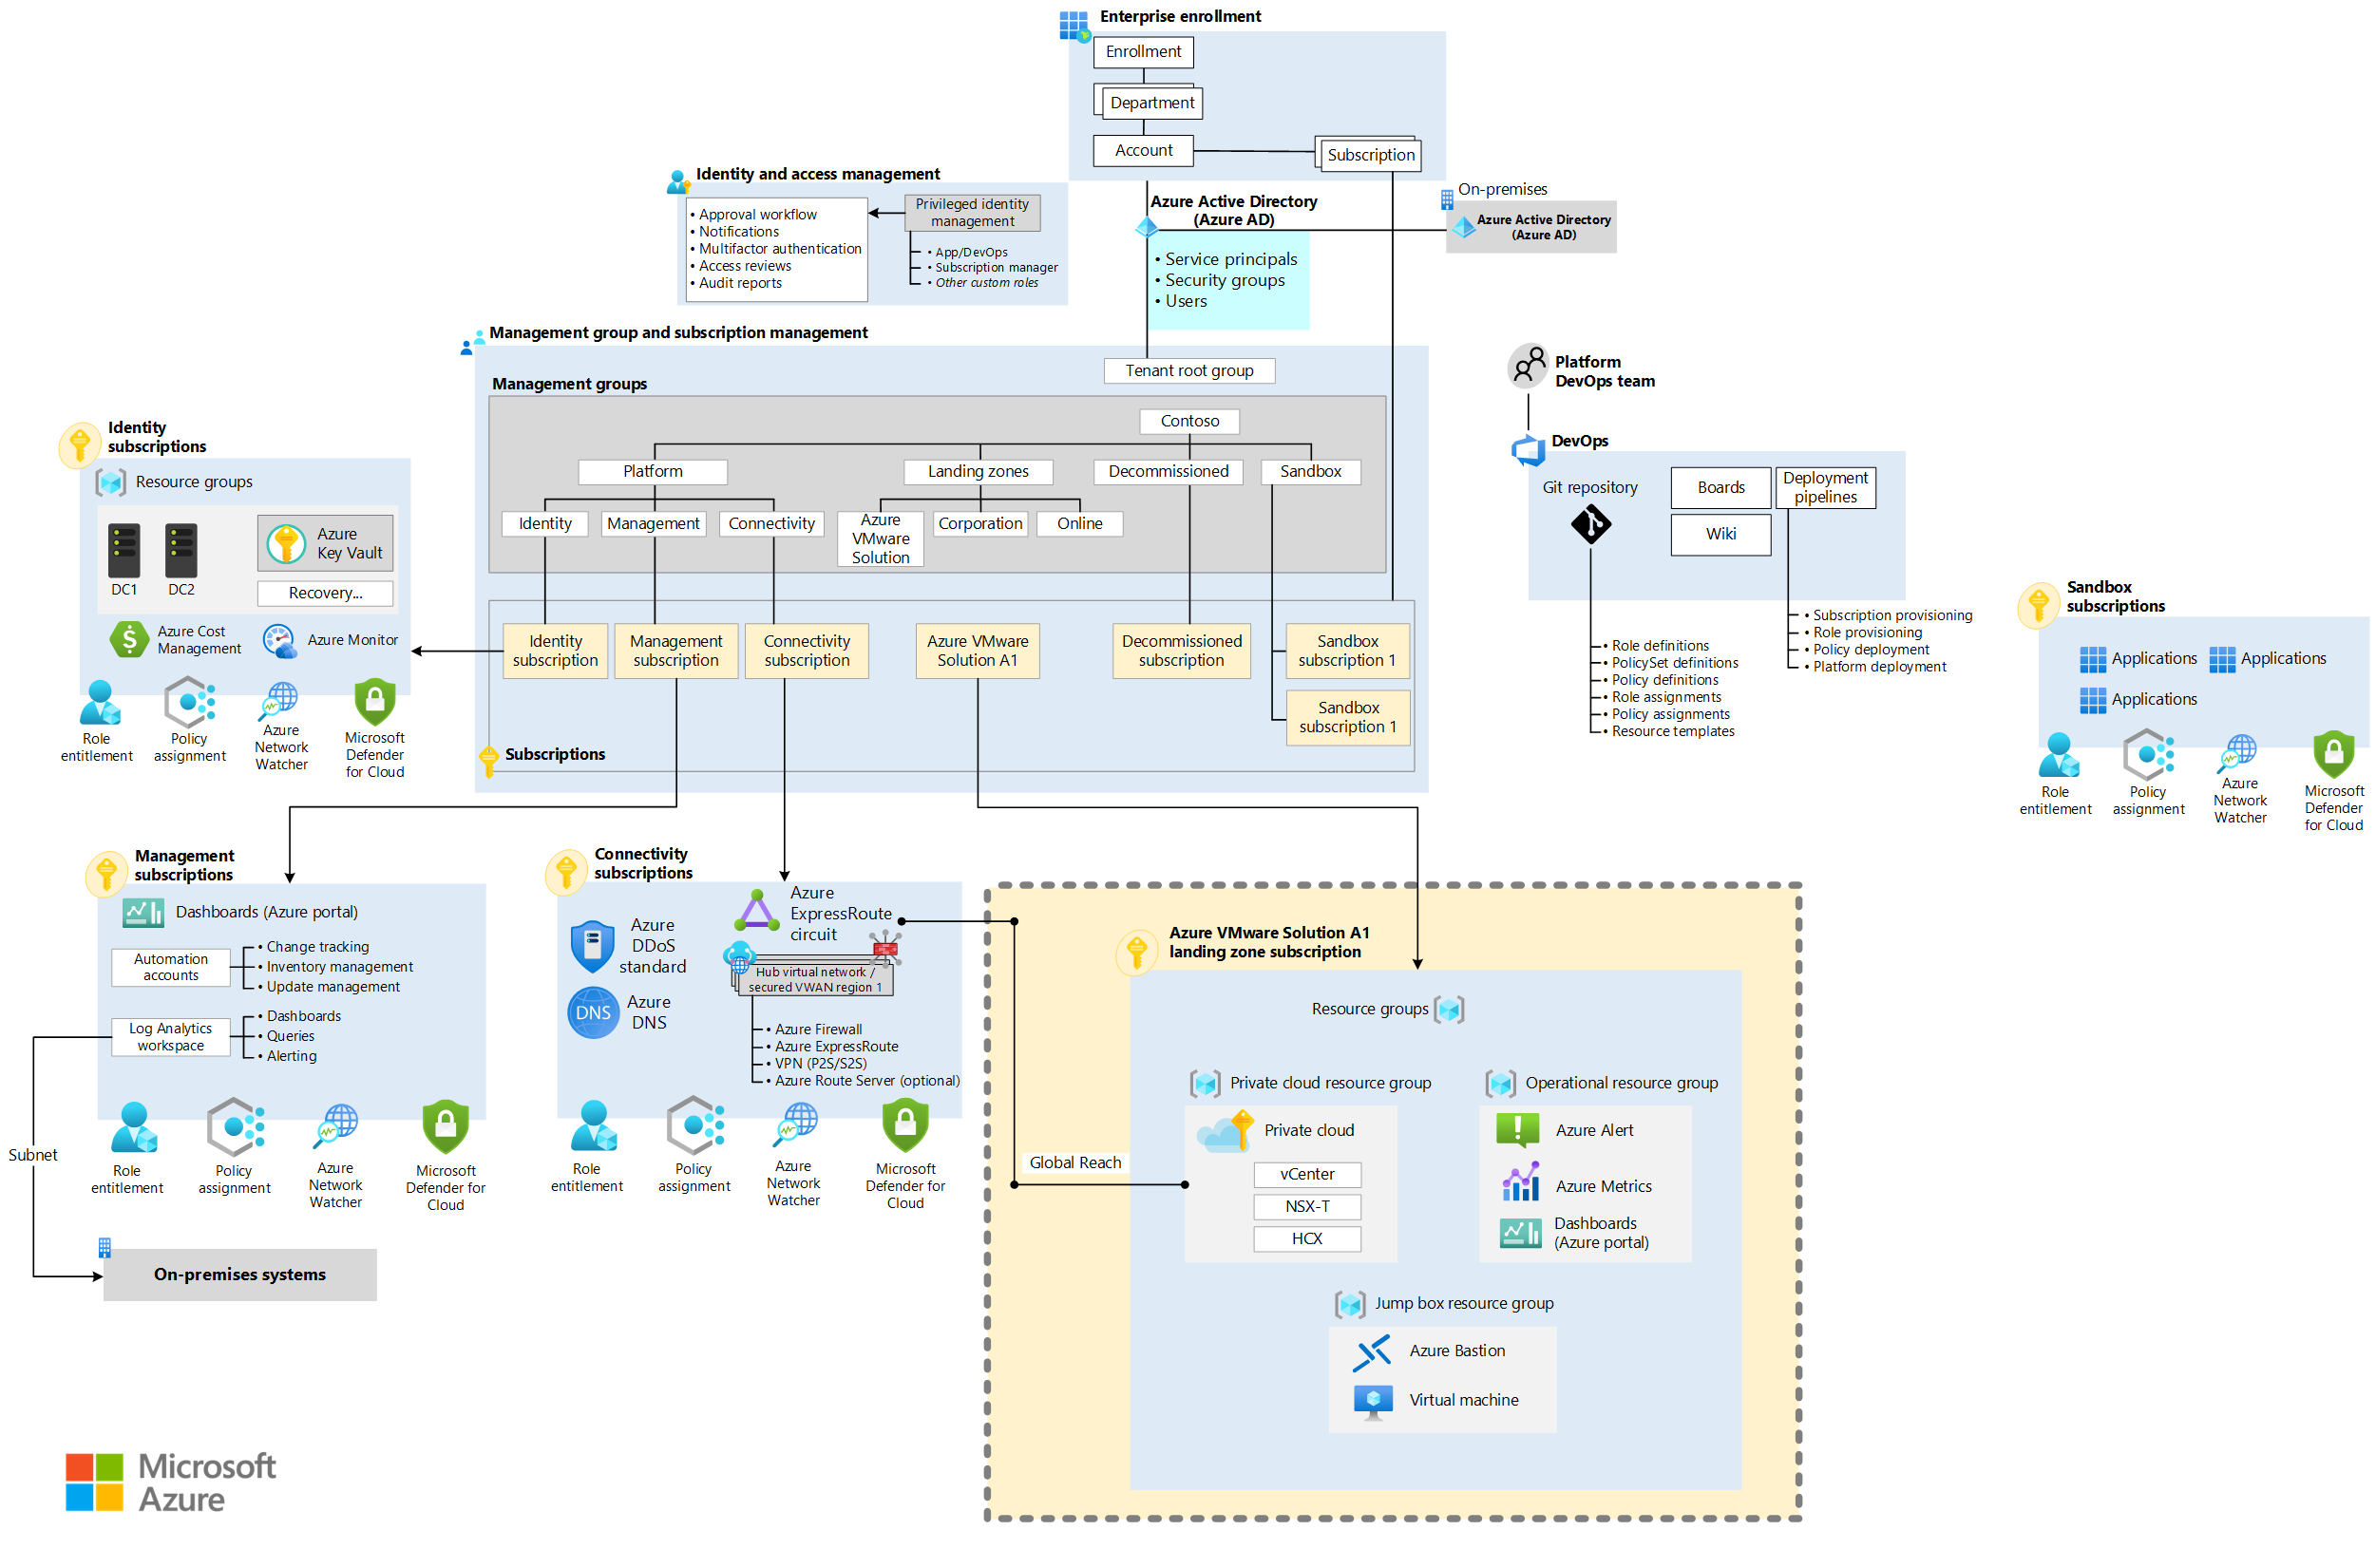 Enterprise enrollment
Enrollment
Department
Account
Subscription
Identity and access management
• Approval workflow
• Notifications
• Multifactor authentication
• Access reviews
• Audit reports
Privileged identity
management
• App/DevOps
• Subscription manager
• Other custom roles
Azure Active Directory
(Azure AD)
• Service principals
• Security groups
• Users
On-premises
Azure Active Directory
(Azure AD)
Management group and subscription management
Tenant root group
Management groups
Contoso
Platform
Landing zones
Decommissioned
Sandbox
Identity
Management
Connectivity
Azure
VMware
Solution
Corporation
Online
Identity
subscription
Management
subscription
Connectivity
subscription
Azure VMware
Solution A1
Decommissioned
subscription
Sandbox
subscription 1
Sandbox
subscription 1
Subscriptions
Identity
subscriptions
Resource groups
DC1
DC2
Azure
Key Vault
Recovery...
Azure Cost
Management
Azure Monitor
Role
entitlement
Policy
assignment
Azure
Network
Watcher
Microsoft
Defender
for Cloud
Platform
DevOps team
DevOps
Git repository
Boards
Deployment
pipelines
Wiki
• Role definitions
• PolicySet definitions
• Policy definitions
• Role assignments
• Policy assignments
• Resource templates
• Subscription provisioning
• Role provisioning
• Policy deployment
• Platform deployment
Sandbox
subscriptions
Applications
Applications
Applications
Role
entitlement
Policy
assignment
Azure
Network
Watcher
Microsoft
Defender
for Cloud
Management
subscriptions
Dashboards (Azure portal)
Automation
accounts
• Change tracking
• Inventory management
• Update management
Log Analytics
workspace
• Dashboards
• Queries
• Alerting
Role
entitlement
Policy
assignment
Azure
Network
Watcher
Microsoft
Defender for
Cloud
Subnet
On-premises systems
Connectivity
subscriptions
Azure
DDoS
standard
Azure
ExpressRoute
circuit
DNS
Azure
DNS
Hub virtual network /
secured VWAN region 1
• Azure Firewall
• Azure ExpressRoute
• VPN (P2S/S2S)
• Azure Route Server (optional)
Role
entitlement
Policy
assignment
Azure
Network
Watcher
Microsoft
Defender for
Cloud
Global Reach
Azure VMware Solution A1
landing zone subscription
Resource groups
Private cloud resource group
Private cloud
vCenter
NSX-T
HCX
Operational resource group
Azure Alert
Azure Metrics
Dashboards
(Azure portal)
Jump box resource group
Azure Bastion
Virtual machine
Microsoft
Azure